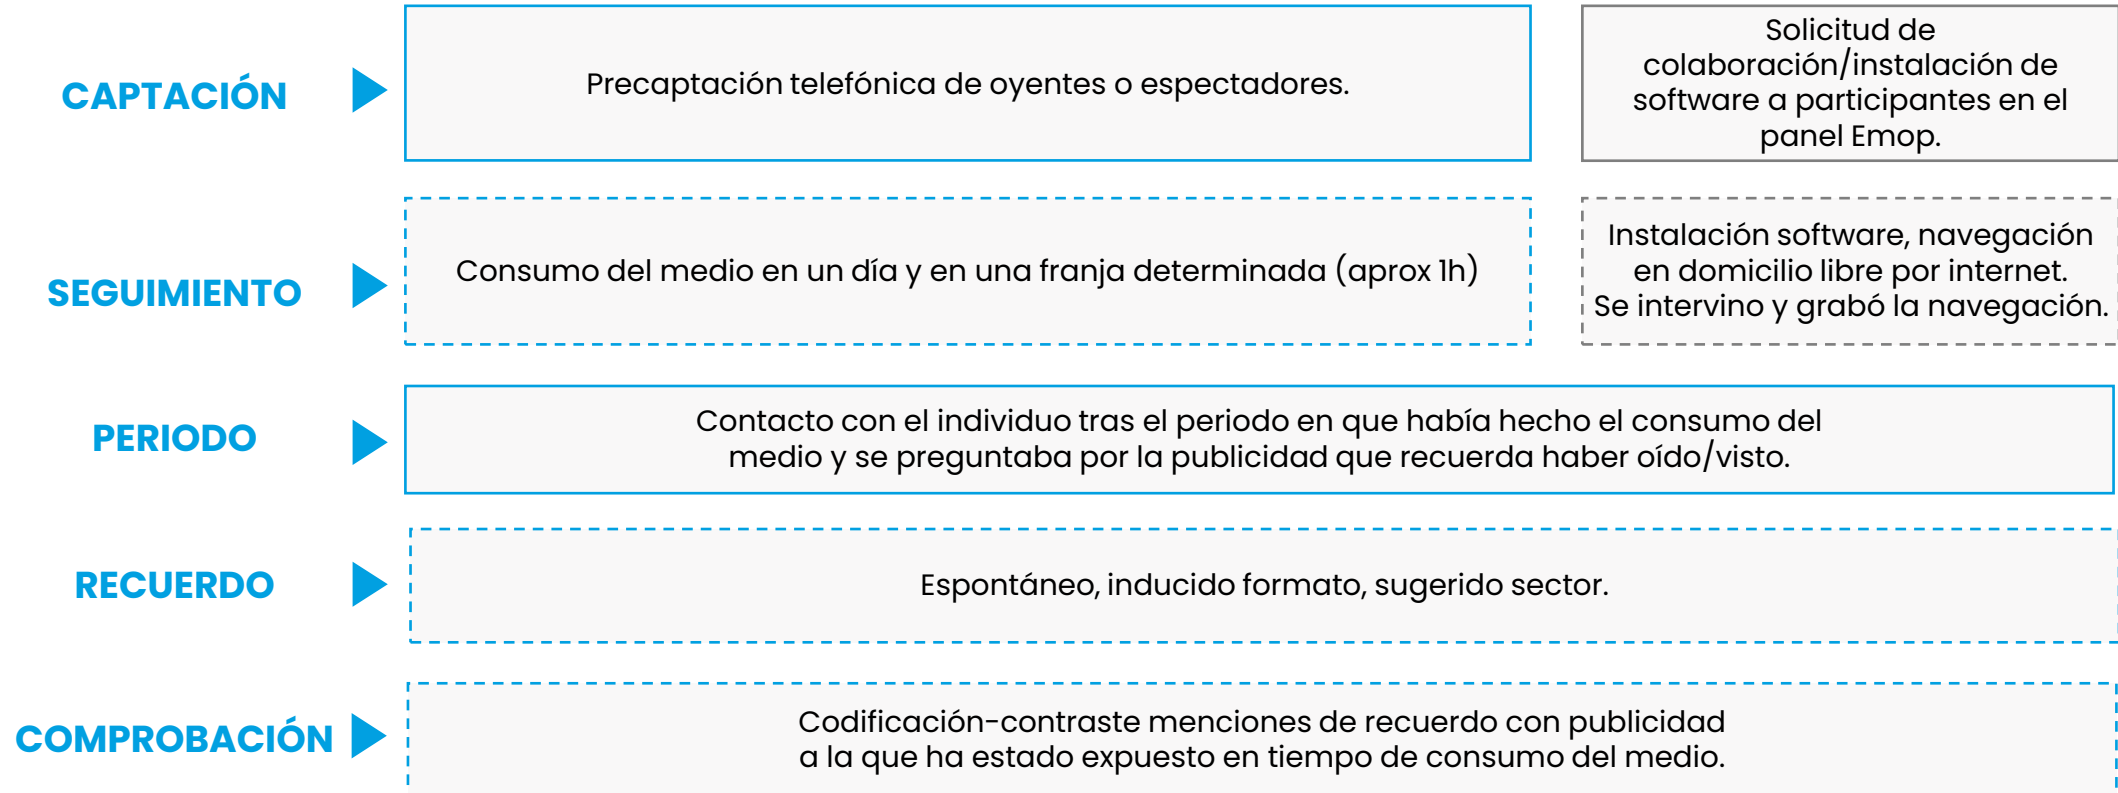 CAPTACIÓN
Precaptación telefónica de oyentes o espectadores.
Solicitud de
colaboración/instalación de
software a participantes en el
panel Emop.
SEGUIMIENTO
Consumo del medio en un día y en una franja determinada (aprox 1h)
Instalación software, navegación
en domicilio libre por internet.
Se intervino y grabó la navegación.
PERIODO
Contacto con el individuo tras el periodo en que había hecho el consumo del
medio y se preguntaba por la publicidad que recuerda haber oído/visto.
RECUERDO
Espontáneo, inducido formato, sugerido sector.
COMPROBACIÓN
Codificación-contraste menciones de recuerdo con publicidad
a la que ha estado expuesto en tiempo de consumo del medio.